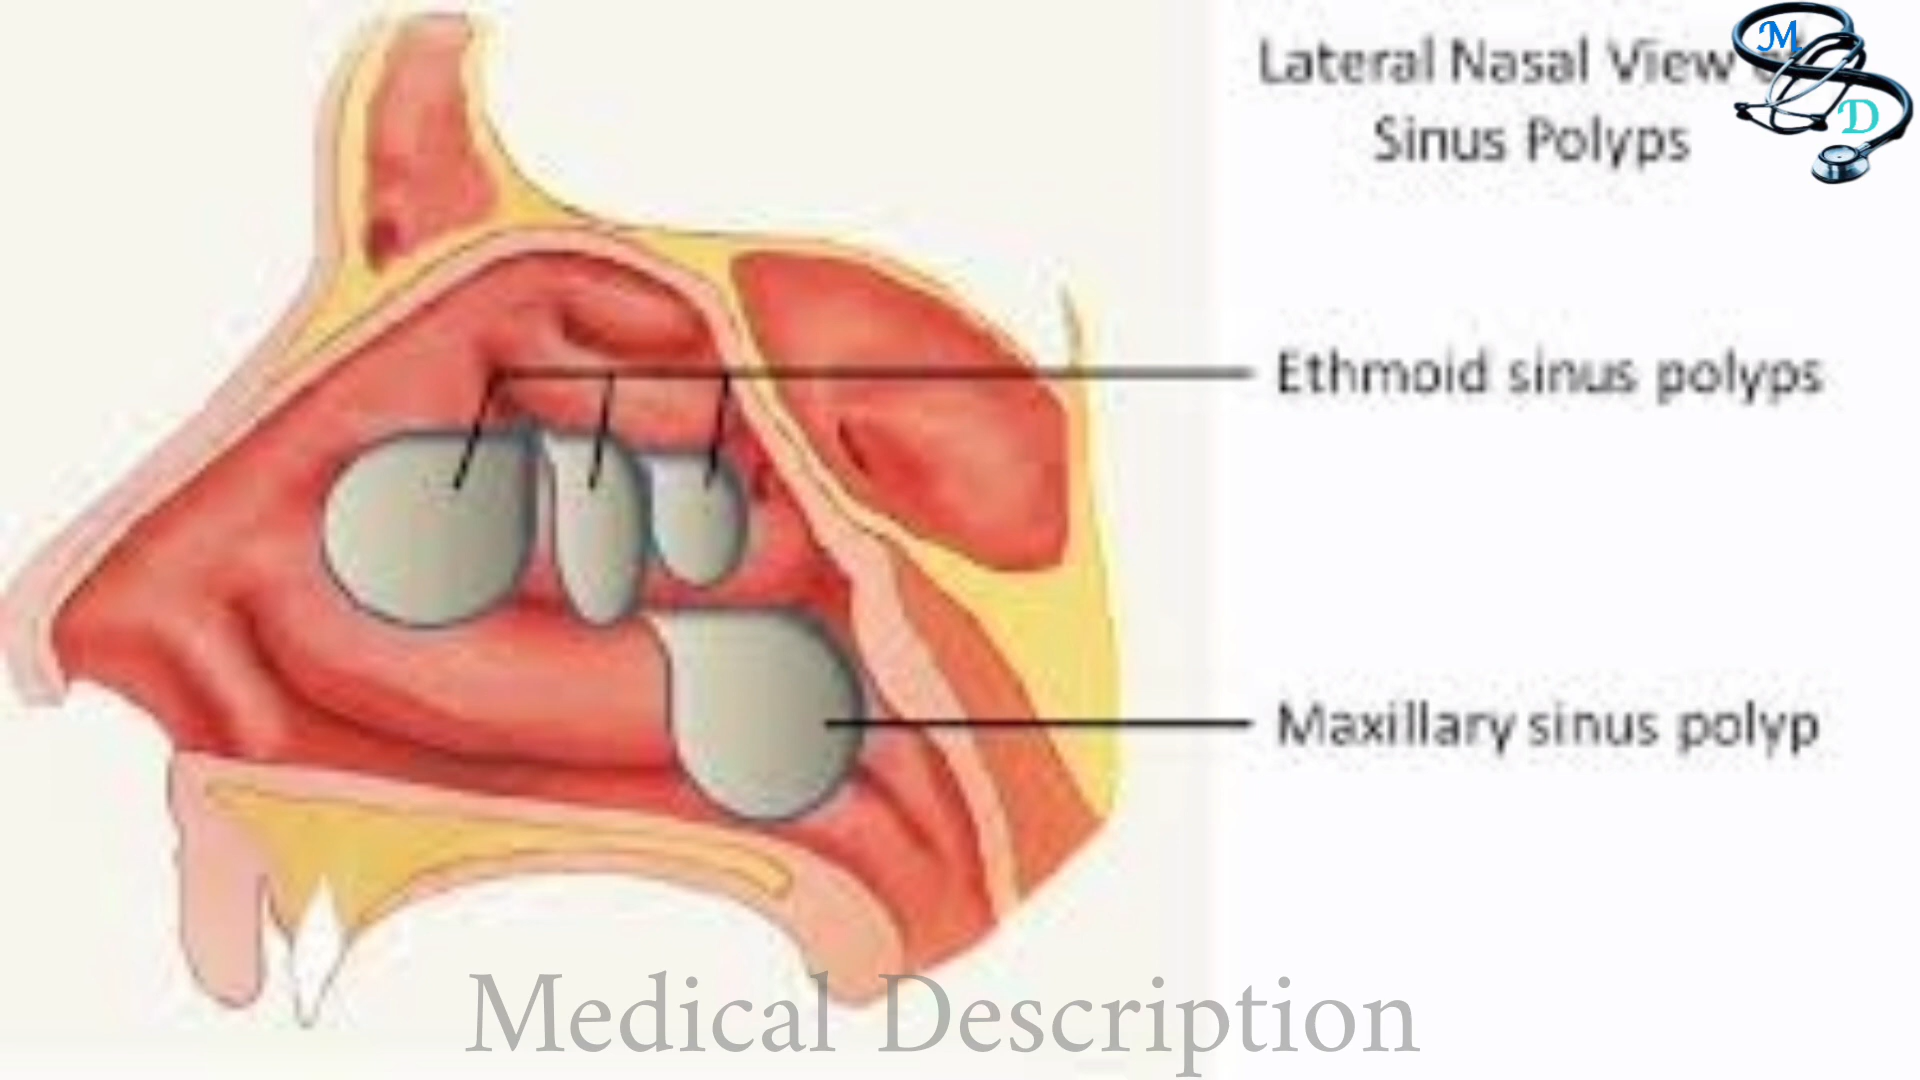 Lateral Nasal View
Sinus Polyps
M
D
Ethmoid sinus polyps
Maxillary sinus polyp
Medical Description